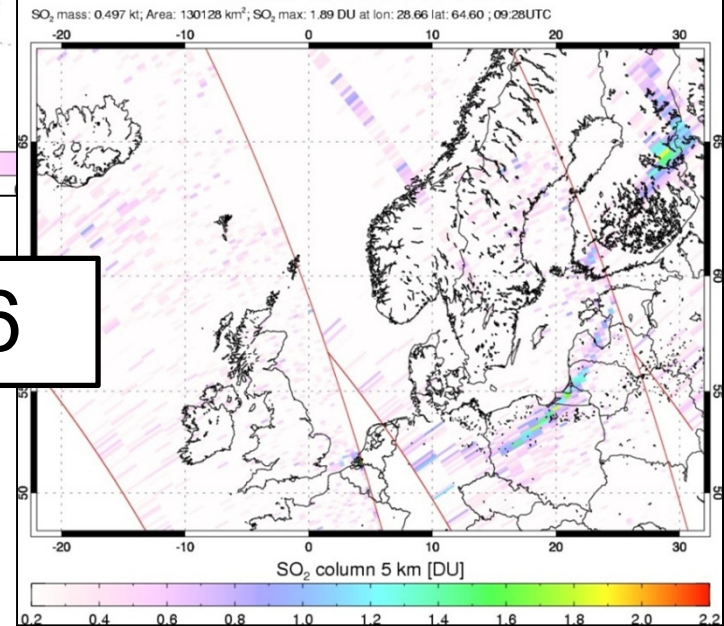 SO₂ mass: 0.497 kt; Area: 130128 km²; SO₂ max: 1.89 DU at lon: 28.66 lat: 64.60 ; 09:28UTC
-20 -10 0 10 20 30
65 65
60
6
55 55
50 50
-20 -10 0 10 20 30
SO₂ column 5 km [DU]
0.2 0.4 0.6 0.8 1.0 1.2 1.4 1.6 1.8 2.0 2.2